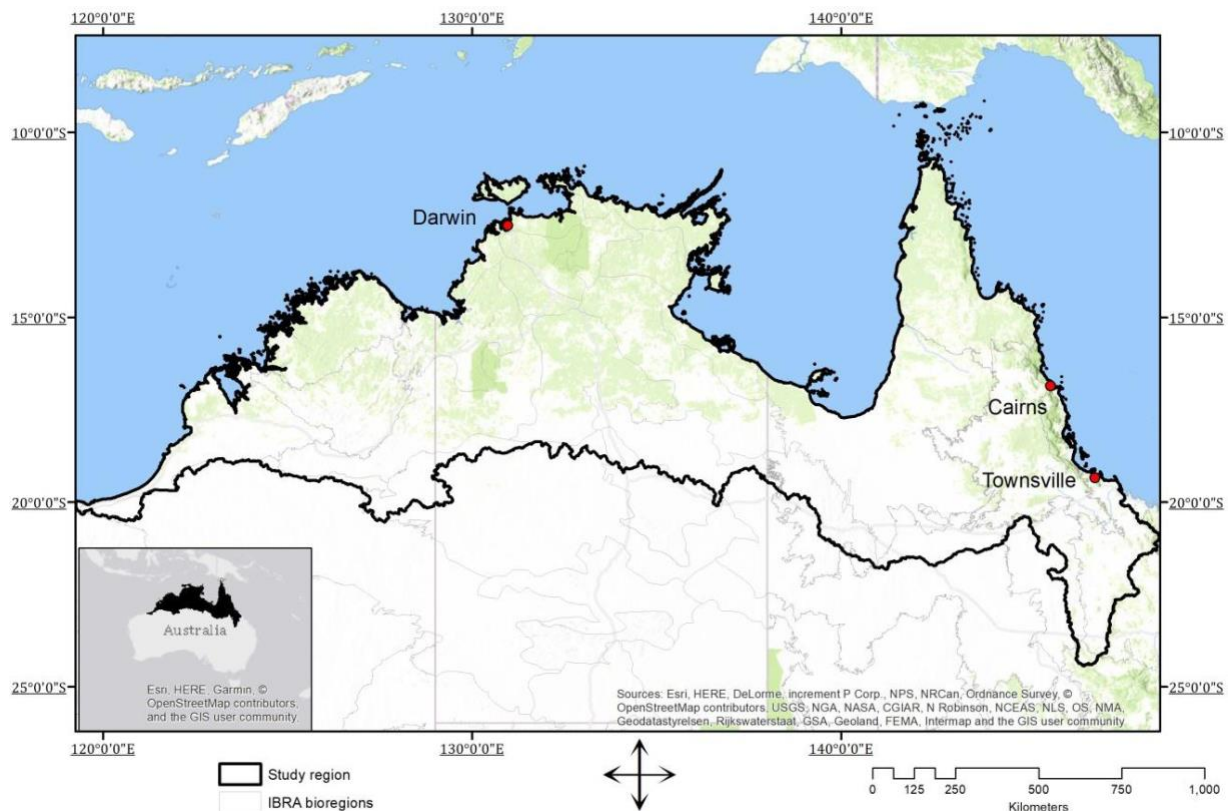 120°0'0"E
130°0'0"E
140°0'0"E
10°0'0"S
10°0'0"S
Darwin
15°0'0"S
15°0'0"S
Cairns
Townsville
20°0'0"S
20°0'0"S
Australia
Esri, HERE, Garmin, ©
OpenStreetMap contributors,
and the GIS user community
25°0'0"S
25°0'0"S
Sources: Esri, HERE, DeLorme, increment P Corp., NPS, NRCan, Ordnance Survey, ©
OpenStreetMap contributors, USGS, NGA, NASA, CGIAR, N Robinson, NCEAS, NLS, OS, NMA,
Geodatastyrelsen, Rijkswaterstaat, GSA, Geoland, FEMA, Intermap and the GIS user community
120°0'0"E
130°0'0"E
140°0'0"E
Study region
IBRA bioregions
0 125 250 500 750 1,000
Kilometers